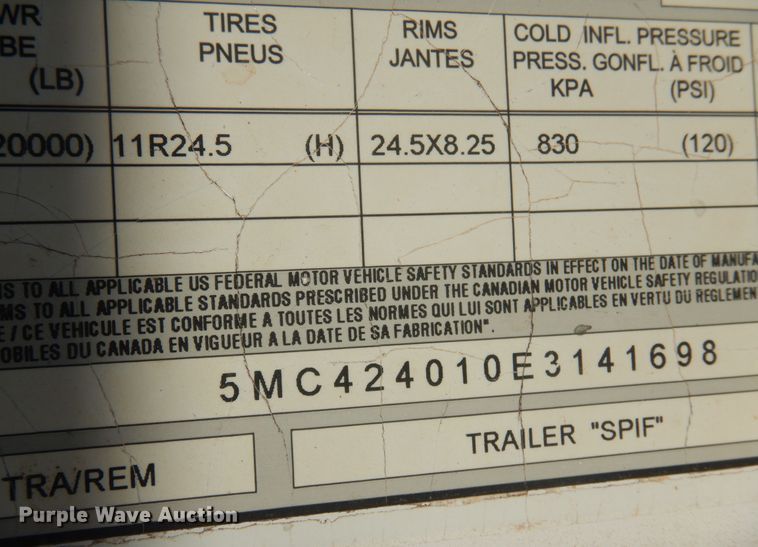 WR TIRES RIMS COLD INFL. PRESSURE
BE PNEUS JANTES PRESS. GONFL. À FROID
(LB) KPA (PSI)
20000) 11R24.5 (H) 24.5X8.25 830 (120)
MS TO ALL APPLICABLE US FEDERAL MOTOR VEHICLE SAFETY STANDARDS IN EFFECT ON THE DATE OF MANUFA
MS TO ALL APPLICABLE STANDARDS PRESCRIBED UNDER THE CANADIAN MOTOR VEHICLE SAFETY REGULATIO
E / CE VEHICULE EST CONFORME A TOUTES LES NORMES QUI LUI SONT APPLICABLES EN VERTU DU REGLEMEN
OBILES DU CANADA EN VIGUEUR A LA DATE DE SA FABRICATION".
5MC424010E3141698
TRA/REM TRAILER "SPIF"
Purple Wave Auction